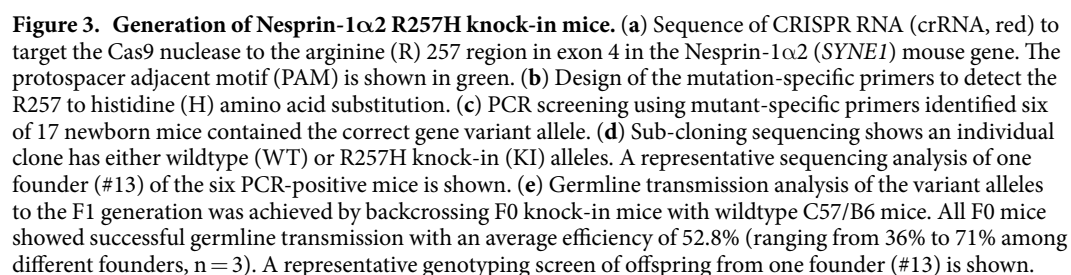 Figure 3. Generation of Nesprin-1α2 R257H knock-in mice. (a) Sequence of CRISPR RNA (crRNA, red) to
target the Cas9 nuclease to the arginine (R) 257 region in exon 4 in the Nesprin-1α2 (SYNE1) mouse gene. The
protospacer adjacent motif (PAM) is shown in green. (b) Design of the mutation-specific primers to detect the
R257 to histidine (H) amino acid substitution. (c) PCR screening using mutant-specific primers identified six
of 17 newborn mice contained the correct gene variant allele. (d) Sub-cloning sequencing shows an individual
clone has either wildtype (WT) or R257H knock-in (KI) alleles. A representative sequencing analysis of one
founder (#13) of the six PCR-positive mice is shown. (e) Germline transmission analysis of the variant alleles
to the F1 generation was achieved by backcrossing F0 knock-in mice with wildtype C57/B6 mice. All F0 mice
showed successful germline transmission with an average efficiency of 52.8% (ranging from 36% to 71% among
different founders, n = 3). A representative genotyping screen of offspring from one founder (#13) is shown.